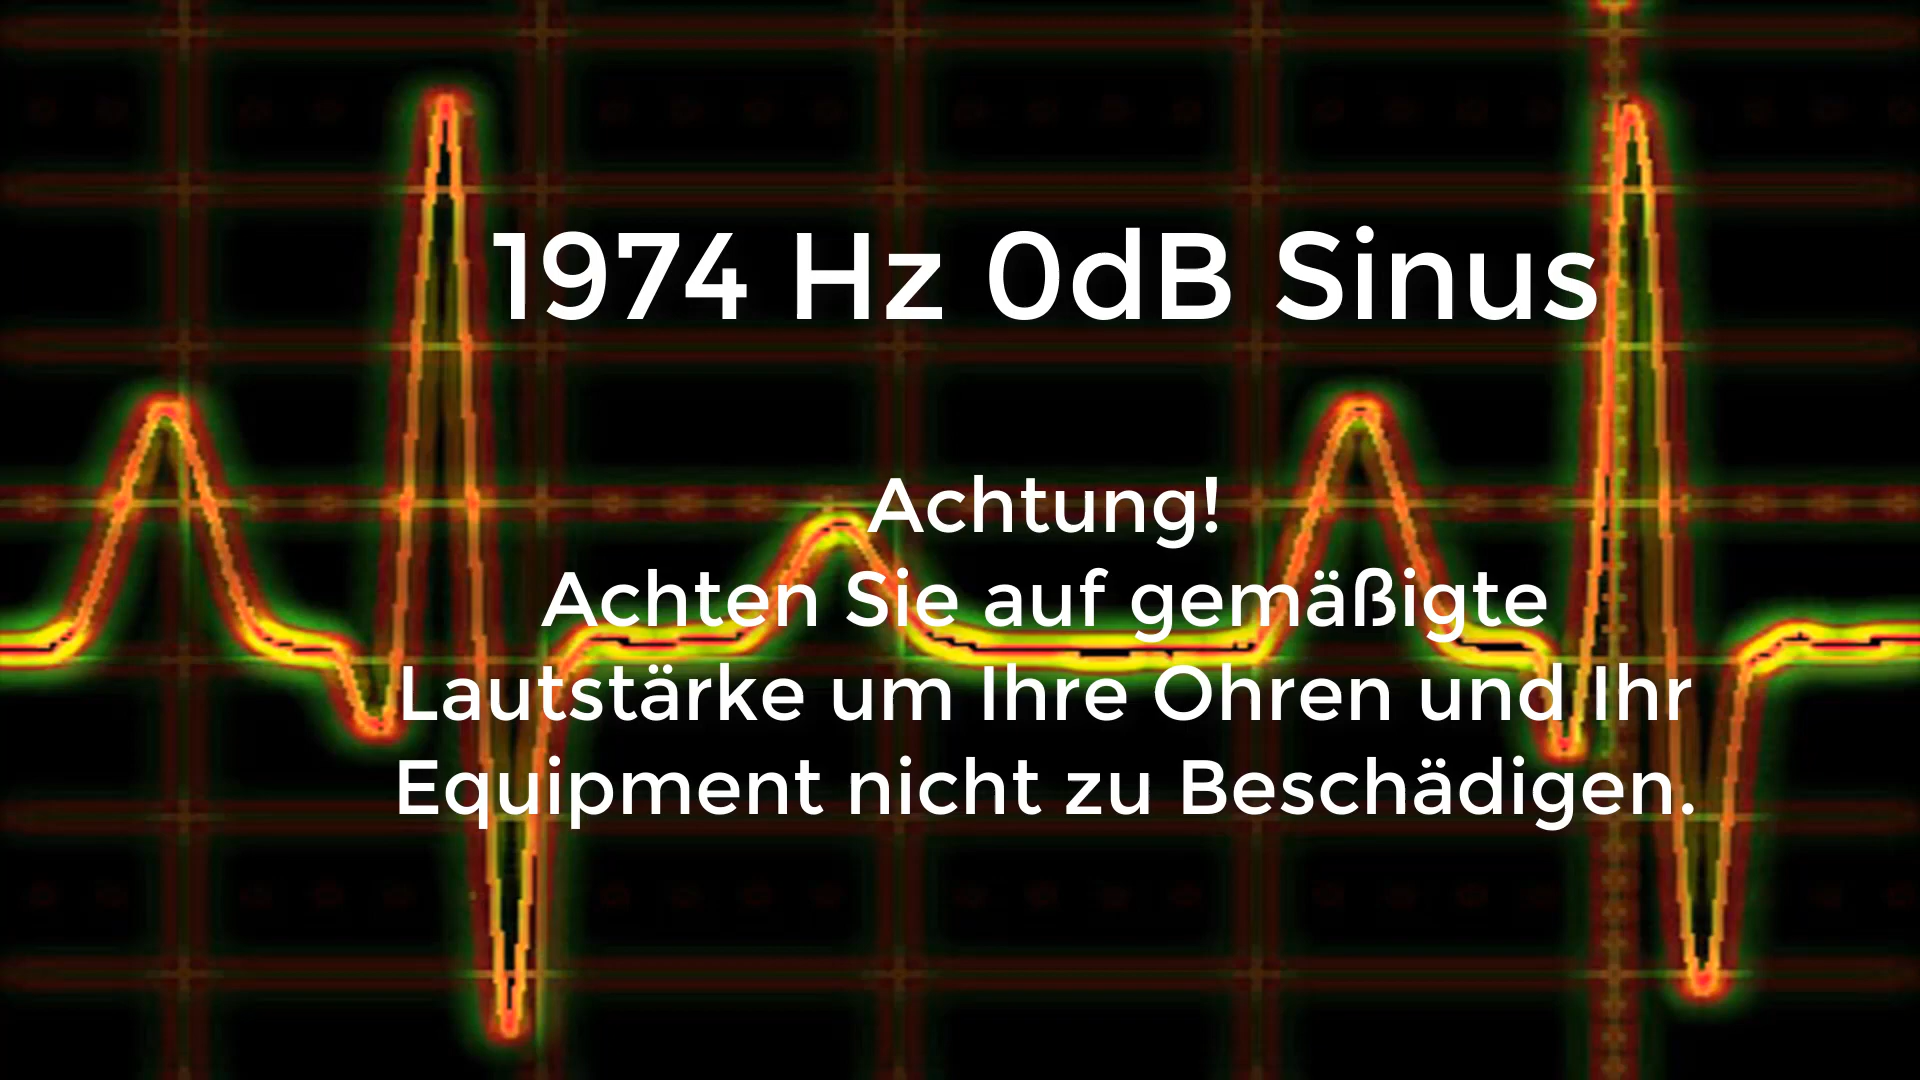 1974 Hz 0dB Sinus
Achtung!
Achten Sie auf gemäßigte
Lautstärke um Ihre Ohren und Ihr
Equipment nicht zu Beschädigen.